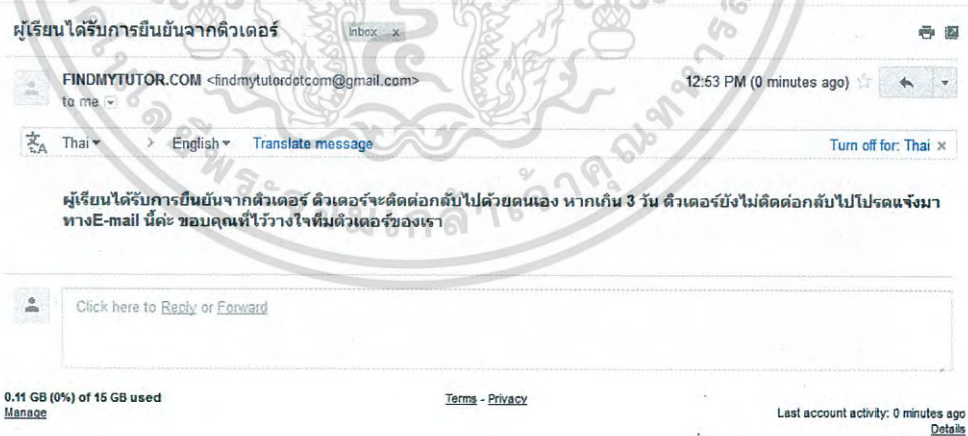 ผู้เรียนได้รับการยืนยันจากติวเตอร์ Inbox x
FINDMYTUTOR.COM <findmytutordotcom@gmail.com> 12:53 PM (0 minutes ago)
to me
Thai > English Translate message Turn off for: Thai x
ผู้เรียนได้รับการยืนยันจากติวเตอร์ ติวเตอร์จะติดต่อกลับไปด้วยตนเอง หากเกิน 3 วัน ติวเตอร์ยังไม่ติดต่อกลับไปโปรดแจ้งมา
ทางE-mail นี้ค่ะ ขอบคุณที่ไว้วางใจทีมติวเตอร์ของเรา
Click here to Reply or Forward
0.11 GB (0%) of 15 GB used
Manage
Terms - Privacy
Last account activity: 0 minutes ago
Details